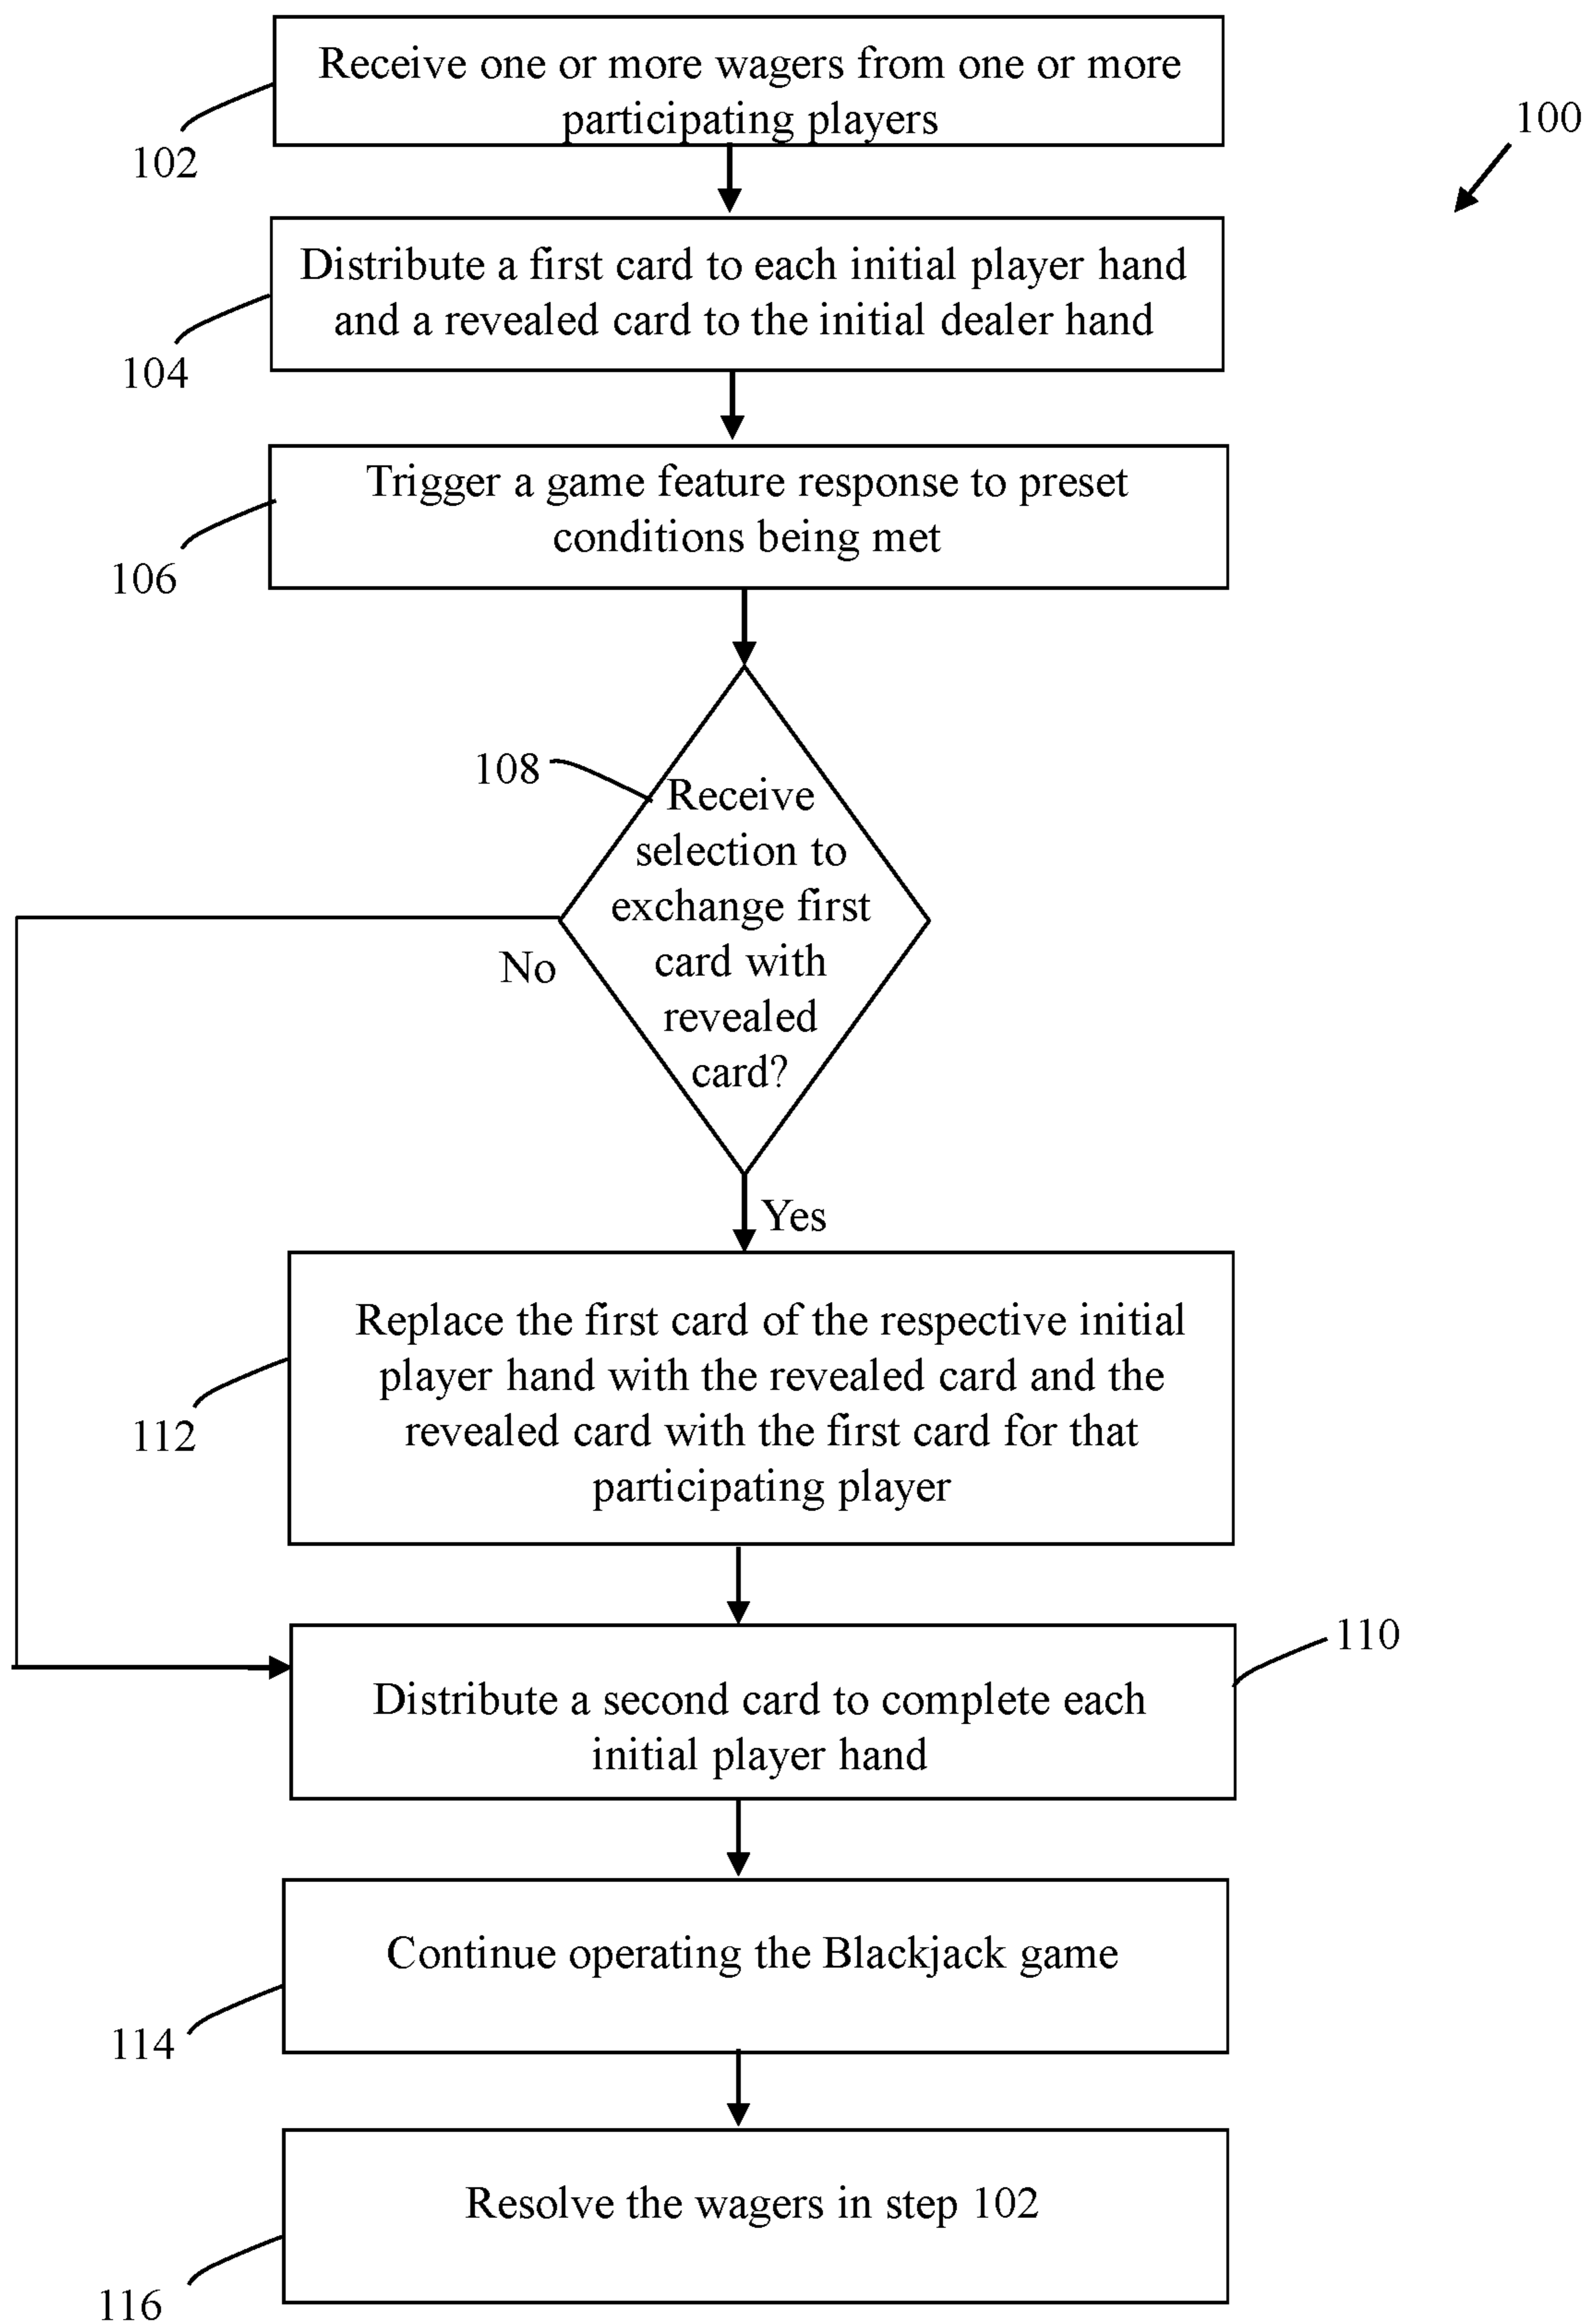 Receive one or more wagers from one or more
participating players
100
102
Distribute a first card to each initial player hand
and a revealed card to the initial dealer hand
104
Trigger a game feature response to preset
conditions being met
106
108
Receive
selection to
exchange first
card with
revealed
card?
No
Yes
Replace the first card of the respective initial
player hand with the revealed card and the
revealed card with the first card for that
participating player
112
110
Distribute a second card to complete each
initial player hand
Continue operating the Blackjack game
114
Resolve the wagers in step 102
116